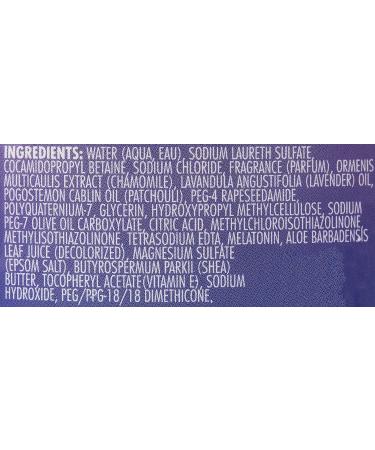 INGREDIENTS: WATER (AQUA, EAU), SODIUM LAURETH SULFATE,
COCAMIDOPROPYL BETAINE, SODIUM CHLORIDE, FRAGRANCE (PARFUM), ORMENIS
MULTICAULIS EXTRACT (CHAMOMILE), LAVANDULA ANGUSTIFOLIA (LAVENDER) OIL,
POGOSTEMON CABLIN OIL (PATCHOULI), PEG-4 RAPESEEDAMIDE,
POLYQUATERNIUM-7, GLYCERIN, HYDROXYPROPYL METHYLCELLULOSE, SODIUM
PEG-7 OLIVE OIL CARBOXYLATE, CITRIC ACID, METHYLCHLOROISOTHIAZOLINONE,
METHYLISOTHIAZOLINONE, TETRASODIUM EDTA, MELATONIN, ALOE BARBADENSIS
LEAF JUICE (DECOLORIZED), MAGNESIUM SULFATE
(EPSOM SALT), BUTYROSPERMUM PARKII (SHEA)
BUTTER, TOCOPHERYL ACETATE(VITAMIN E), SODIUM
HYDROXIDE, PEG/PPG-18/18 DIMETHICONE.